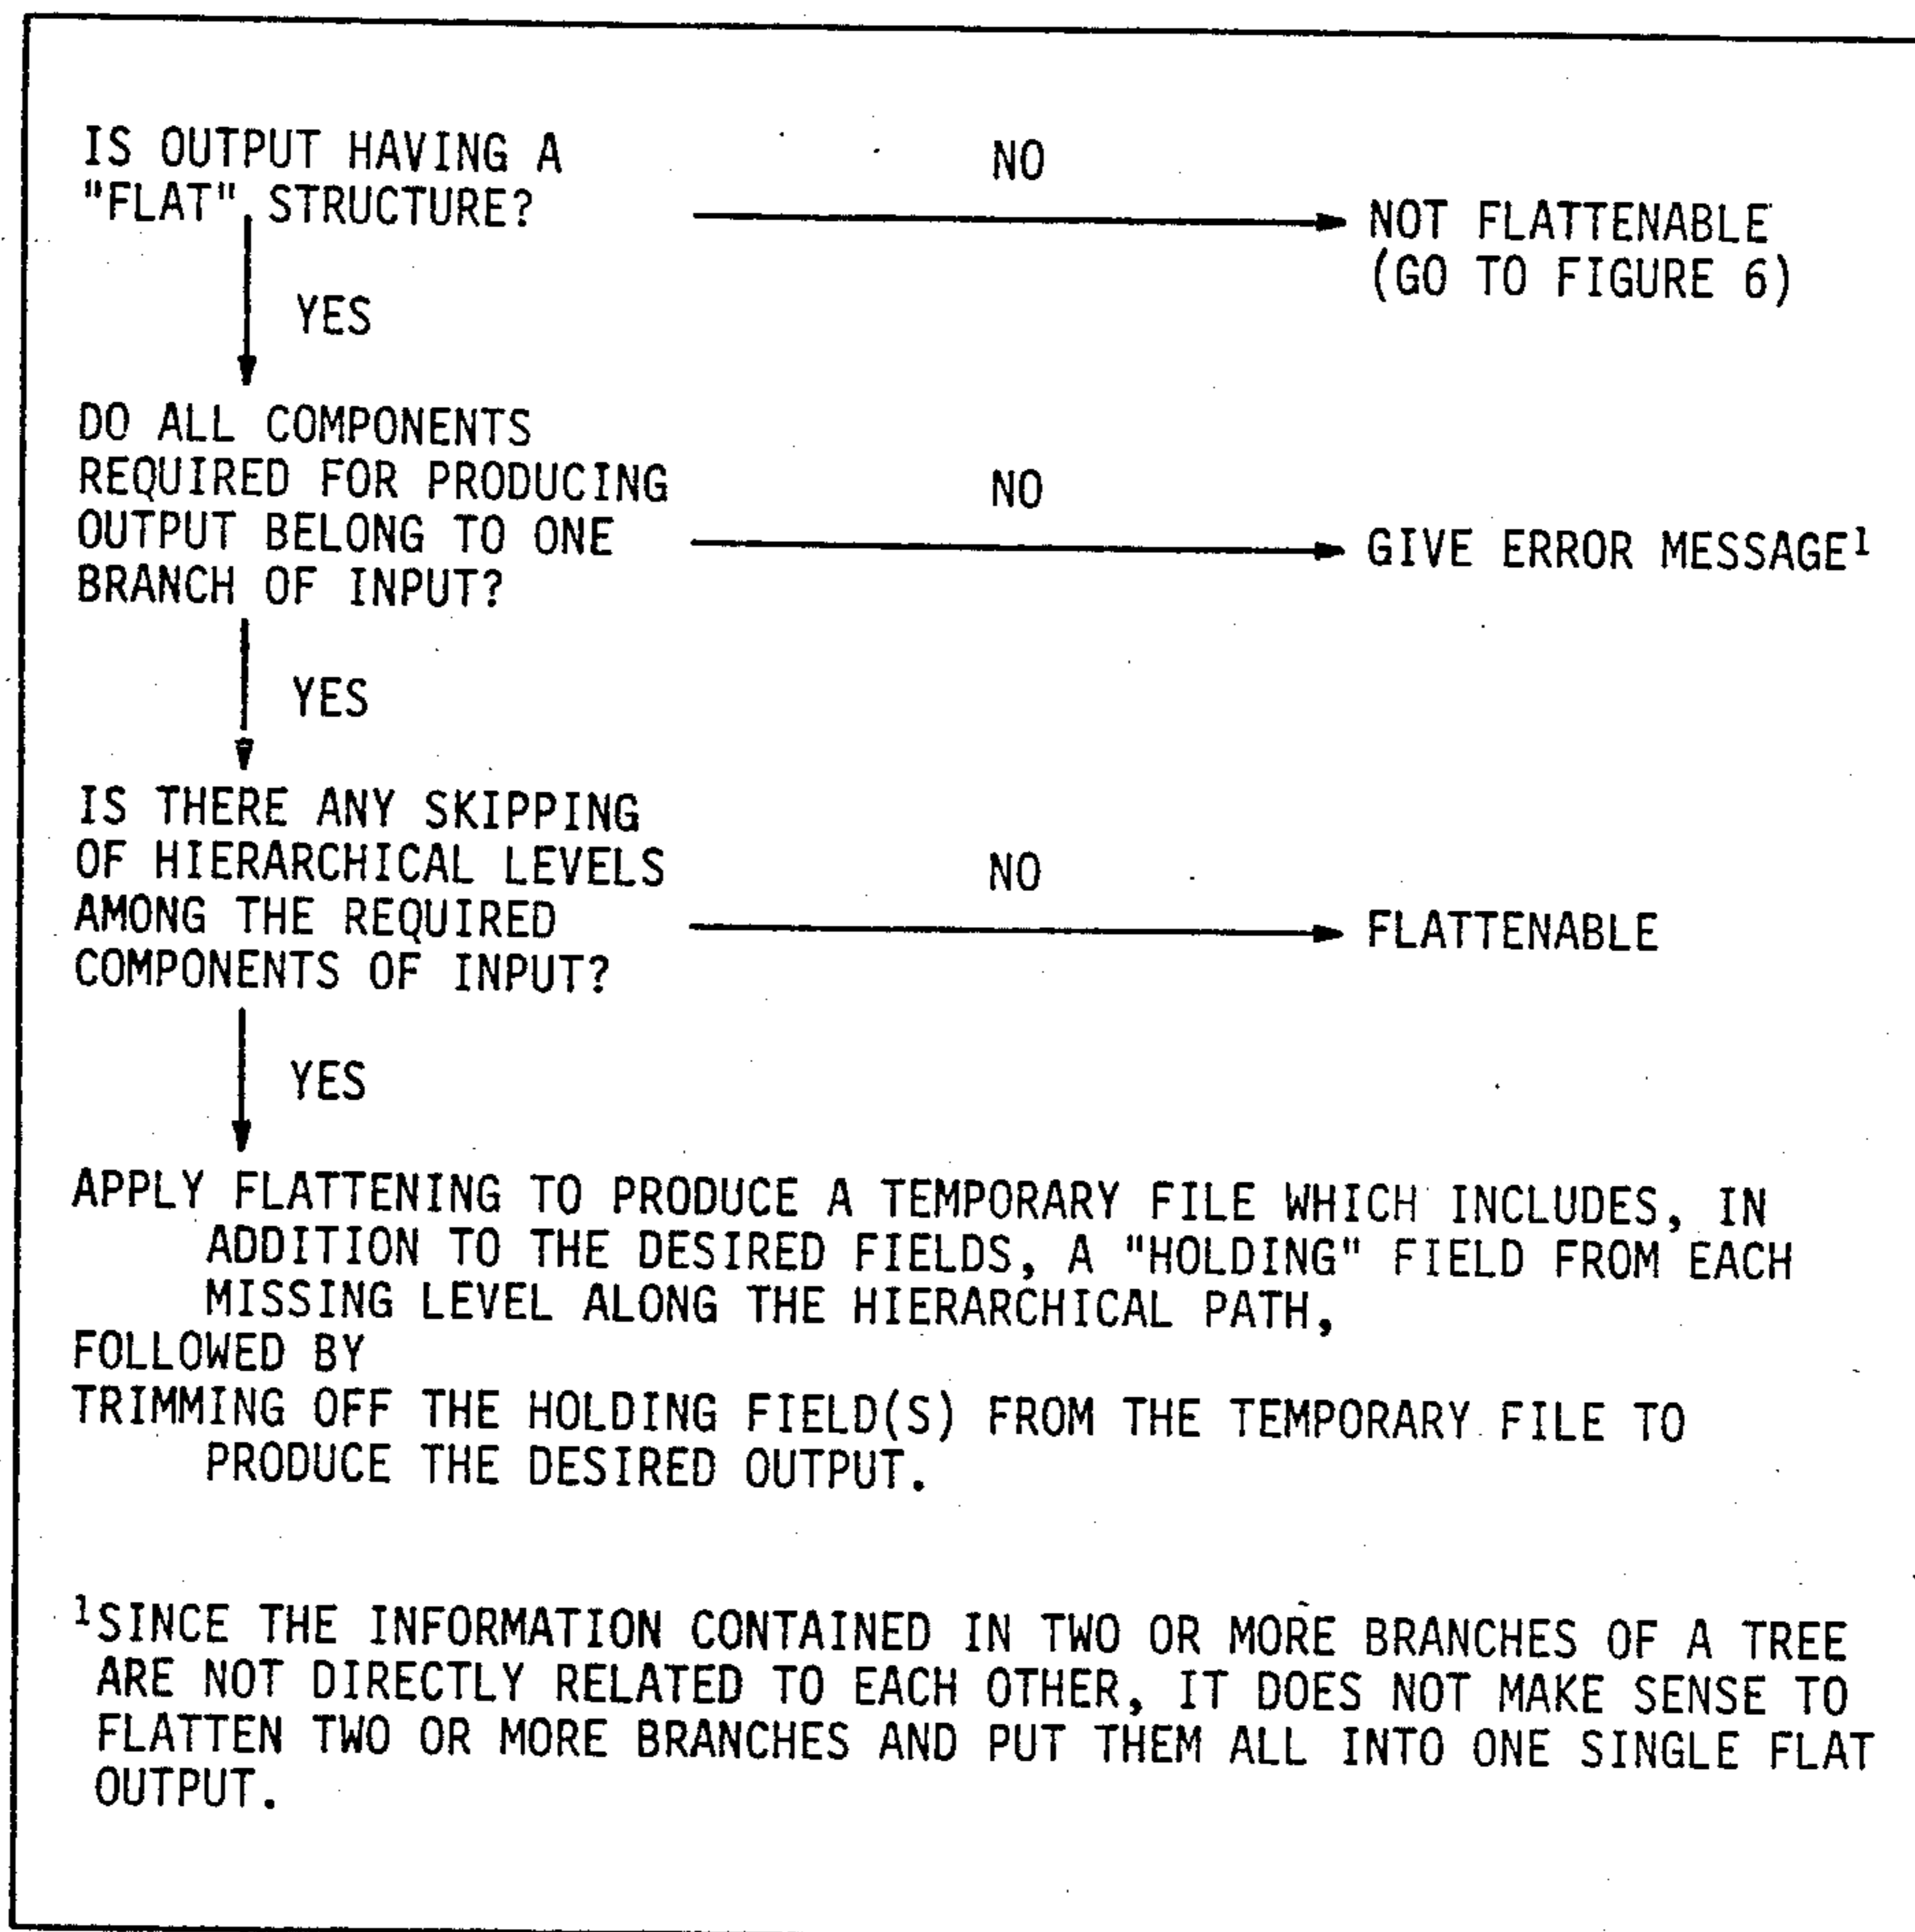 IS OUTPUT HAVING A
"FLAT" STRUCTURE?
NO
NOT FLATTENABLE
(GO TO FIGURE 6)
YES
DO ALL COMPONENTS
REQUIRED FOR PRODUCING
OUTPUT BELONG TO ONE
BRANCH OF INPUT?
NO
GIVE ERROR MESSAGE¹
YES
IS THERE ANY SKIPPING
OF HIERARCHICAL LEVELS
AMONG THE REQUIRED
COMPONENTS OF INPUT?
NO
FLATTENABLE
YES
APPLY FLATTENING TO PRODUCE A TEMPORARY FILE WHICH INCLUDES, IN
ADDITION TO THE DESIRED FIELDS, A "HOLDING" FIELD FROM EACH
MISSING LEVEL ALONG THE HIERARCHICAL PATH,
FOLLOWED BY
TRIMMING OFF THE HOLDING FIELD(S) FROM THE TEMPORARY FILE TO
PRODUCE THE DESIRED OUTPUT.
¹SINCE THE INFORMATION CONTAINED IN TWO OR MORE BRANCHES OF A TREE
ARE NOT DIRECTLY RELATED TO EACH OTHER, IT DOES NOT MAKE SENSE TO
FLATTEN TWO OR MORE BRANCHES AND PUT THEM ALL INTO ONE SINGLE FLAT
OUTPUT.